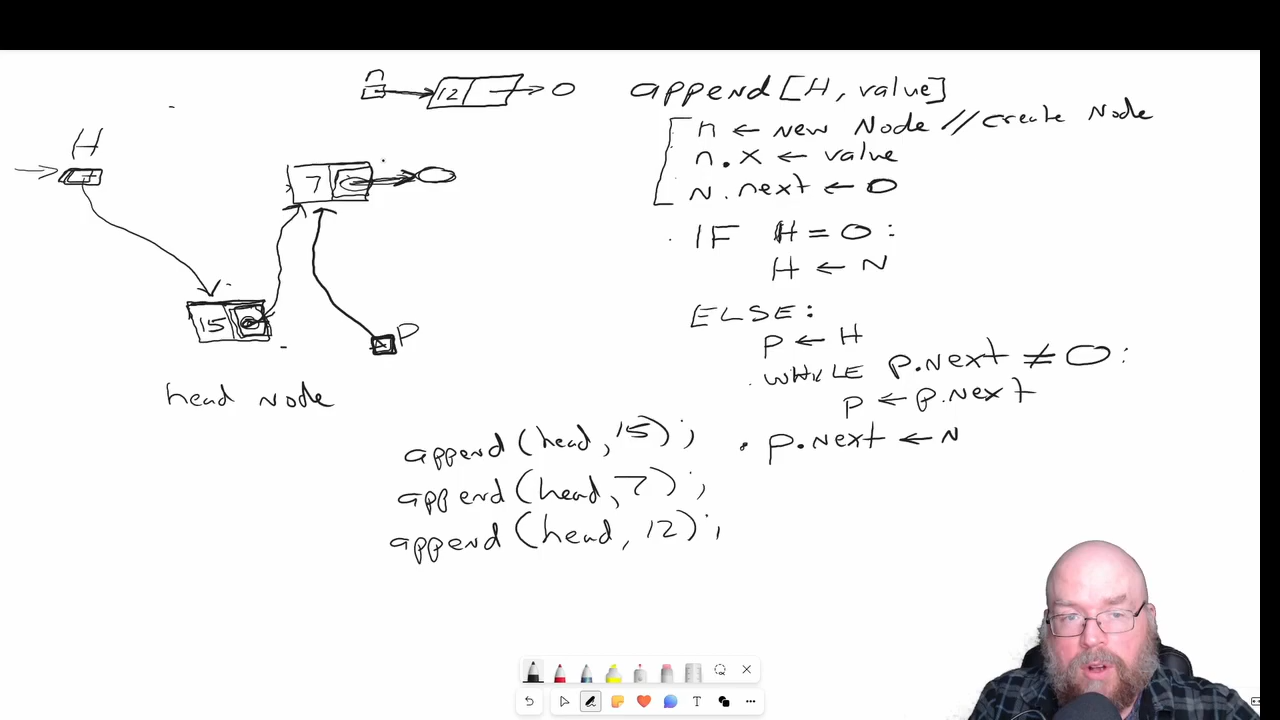 n
12 0
H
7
15
P
head node
append[H, value]
n ← new Node //create Node
n.x ← value
N.next ← 0
IF H = 0:
H ← N
ELSE:
P ← H
WHILE p.Next ≠ 0:
P ← p.Next
p.Next ← N
append(head, 15);
append(head, 7);
append(head, 12);
T